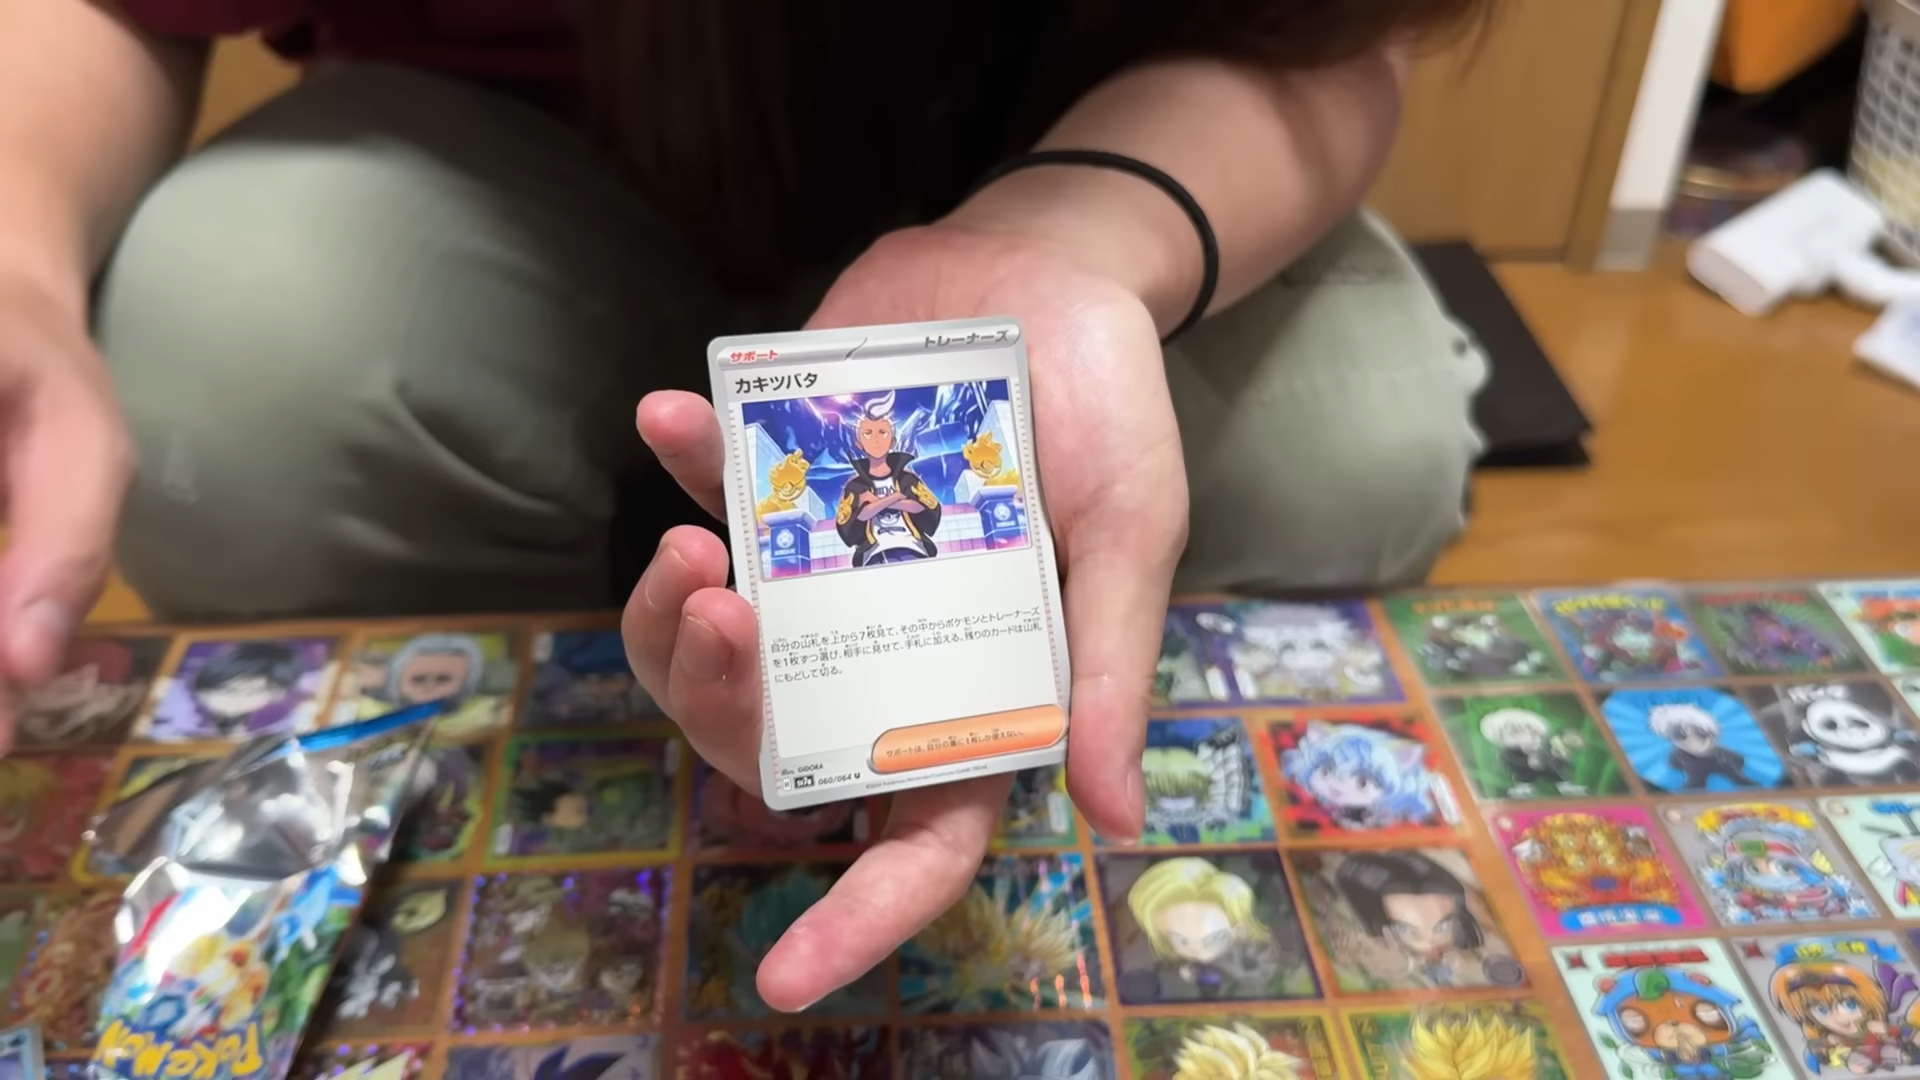 サポート
トレーナーズ
カキツバタ
自分の山札を上から7枚見て、その中からポケモンとトレーナーズ
を1枚ずつ選び、相手に見せて、手札に加える。残りのカードは山札
にもどして切る。
サポートは、自分の番に1枚しか使えない。
illus. GIDORA
H sv7a 060/064 U
POKÉMON